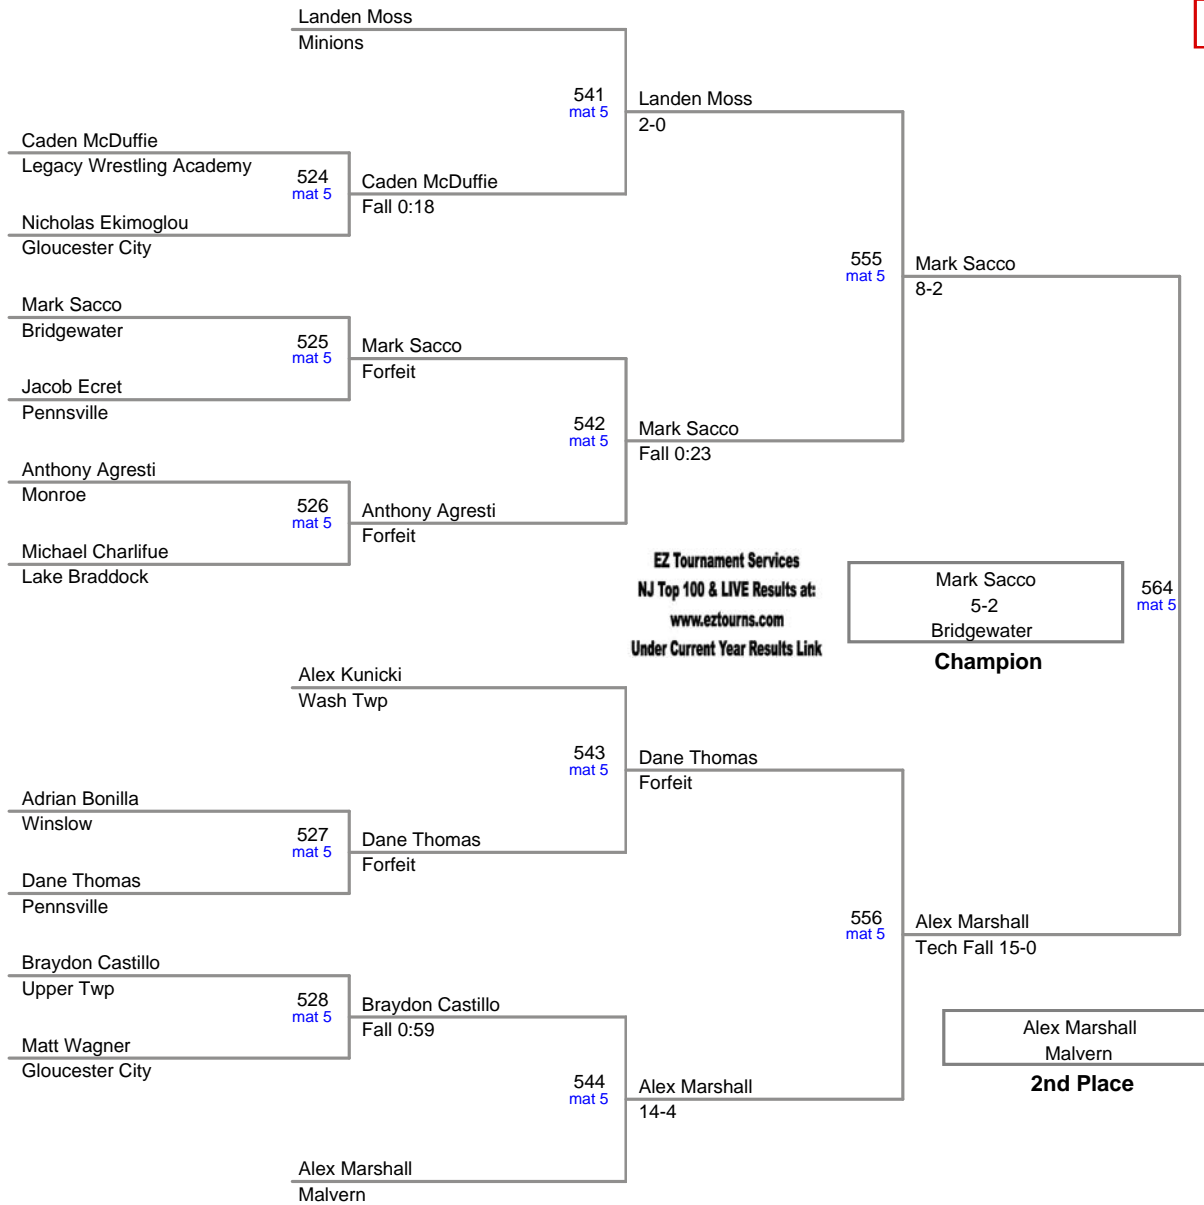 Landen Moss
Minions
541
mat 5
Landen Moss
2-0
Caden McDuffie
Legacy Wrestling Academy
524
mat 5
Caden McDuffie
Fall 0:18
Nicholas Ekimoglou
Gloucester City
555
mat 5
Mark Sacco
8-2
Mark Sacco
Bridgewater
525
mat 5
Mark Sacco
Forfeit
Jacob Ecret
Pennsville
542
mat 5
Mark Sacco
Fall 0:23
Anthony Agresti
Monroe
526
mat 5
Anthony Agresti
Forfeit
Michael Charlifue
Lake Braddock
EZ Tournament Services
NJ Top 100 & LIVE Results at:
www.eztourns.com
Under Current Year Results Link
Mark Sacco
5-2
Bridgewater
564
mat 5
Champion
Alex Kunicki
Wash Twp
543
mat 5
Dane Thomas
Forfeit
Adrian Bonilla
Winslow
527
mat 5
Dane Thomas
Forfeit
Dane Thomas
Pennsville
556
mat 5
Alex Marshall
Tech Fall 15-0
Braydon Castillo
Upper Twp
528
mat 5
Braydon Castillo
Fall 0:59
Matt Wagner
Gloucester City
Alex Marshall
Malvern
2nd Place
544
mat 5
Alex Marshall
14-4
Alex Marshall
Malvern